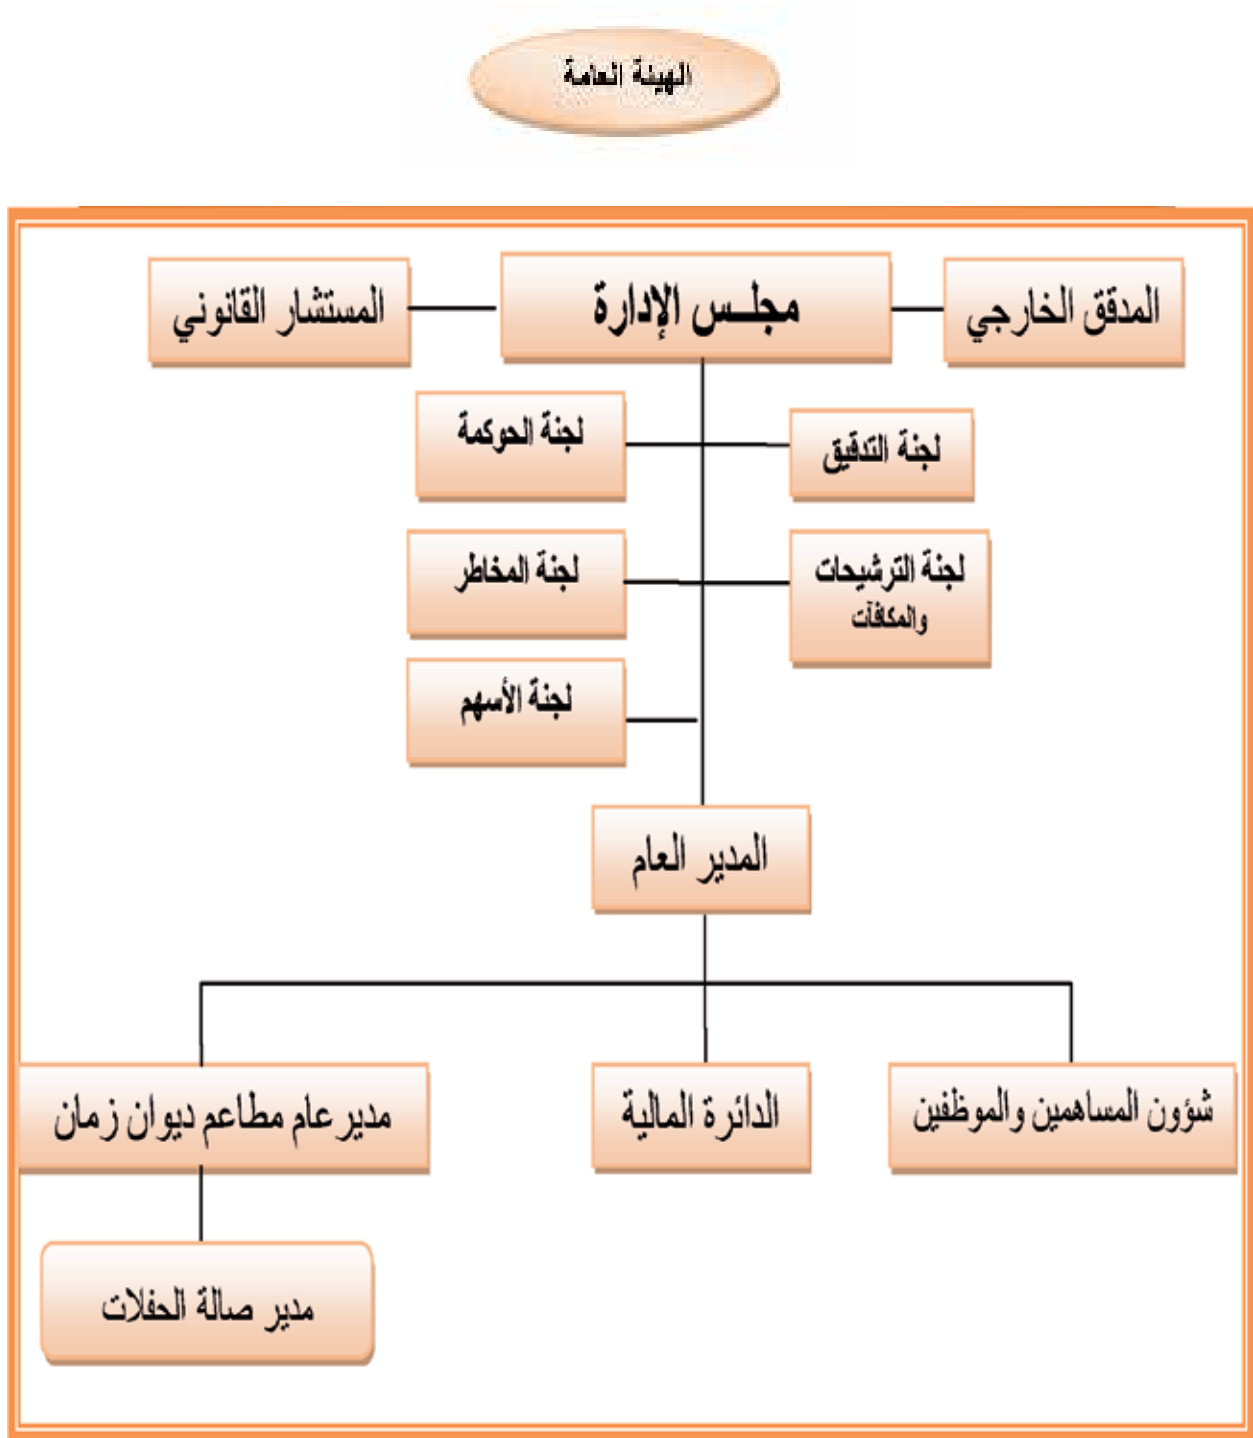 الهيئة العامة
المدقق الخارجي
مجلــس الإدارة
المستشار القانوني
لجنة التدقيق
لجنة الحوكمة
لجنة الترشيحات
والمكافآت
لجنة المخاطر
لجنة الأسهم
المدير العام
شؤون المساهمين والموظفين
الدائرة المالية
مدير عام مطاعم ديوان زمان
مدير صالة الحفلات